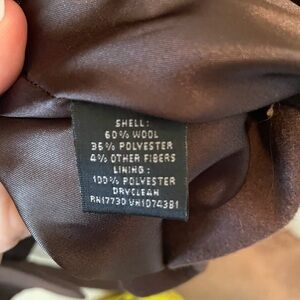 SHELL:
60% WOOL
36% POLYESTER
4% OTHER FIBERS
LINING:
100% POLYESTER
DRYCLEAN
RN17730 VN1074381